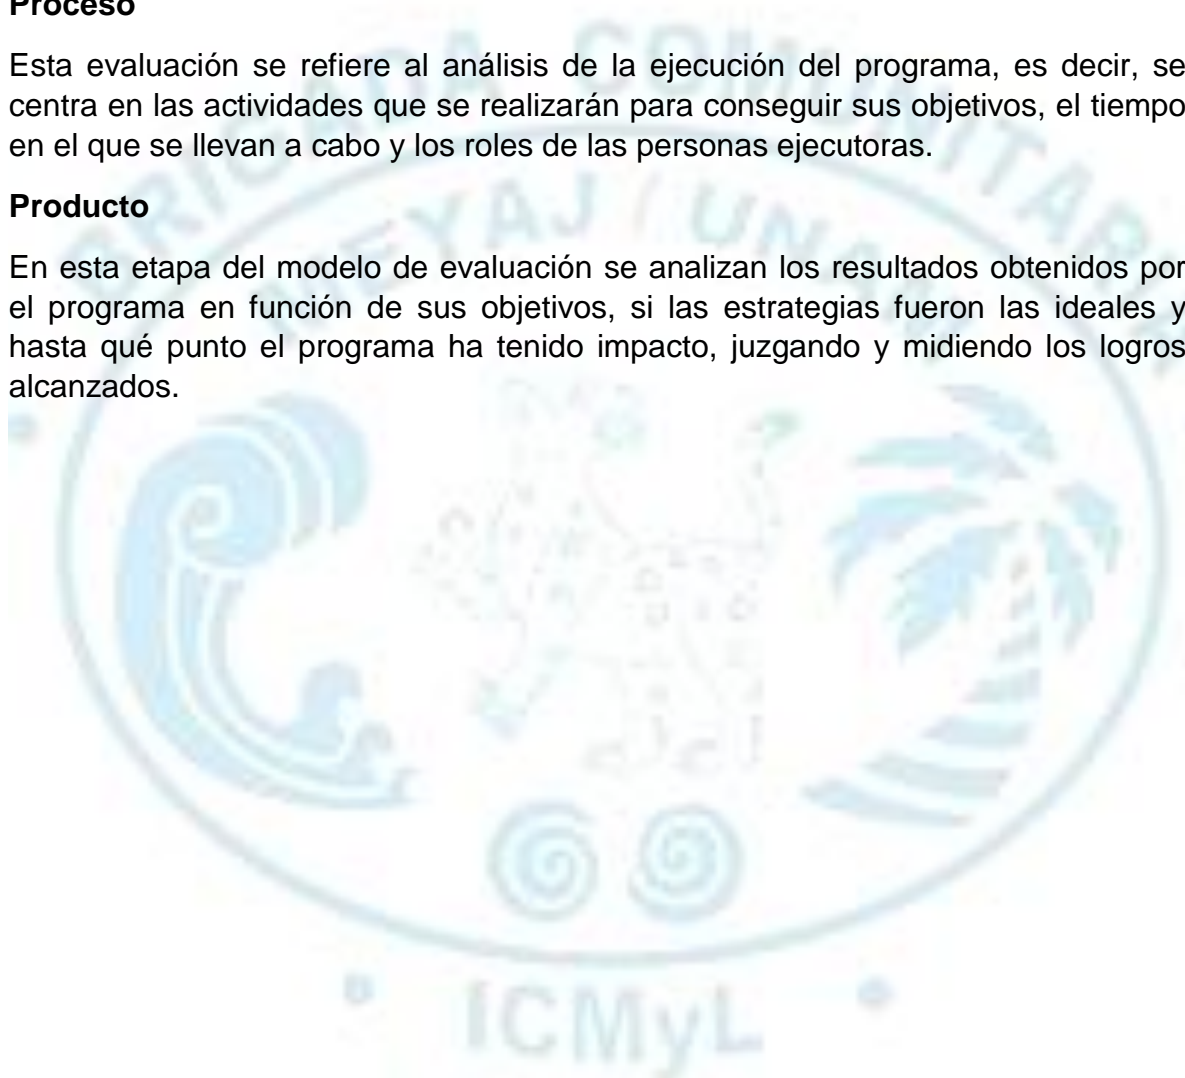 Proceso
Esta evaluación se refiere al análisis de la ejecución del programa, es decir, se
centra en las actividades que se realizarán para conseguir sus objetivos, el tiempo
en el que se llevan a cabo y los roles de las personas ejecutoras.
Producto
En esta etapa del modelo de evaluación se analizan los resultados obtenidos por
el programa en función de sus objetivos, si las estrategias fueron las ideales y
hasta qué punto el programa ha tenido impacto, juzgando y midiendo los logros
alcanzados.
BRIGADA COMUNITARIA
/ UNAM
ICMyL